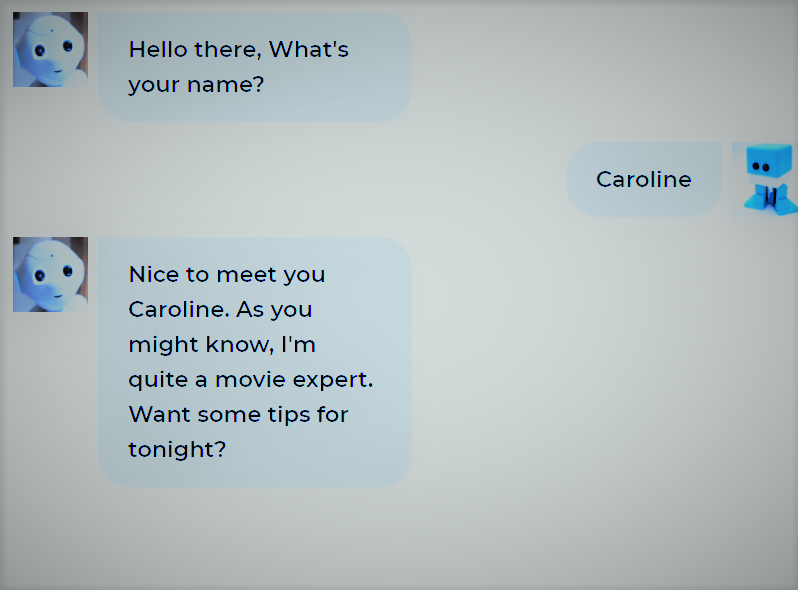 Hello there, What's
your name?
Caroline
Nice to meet you
Caroline. As you
might know, I'm
quite a movie expert.
Want some tips for
tonight?